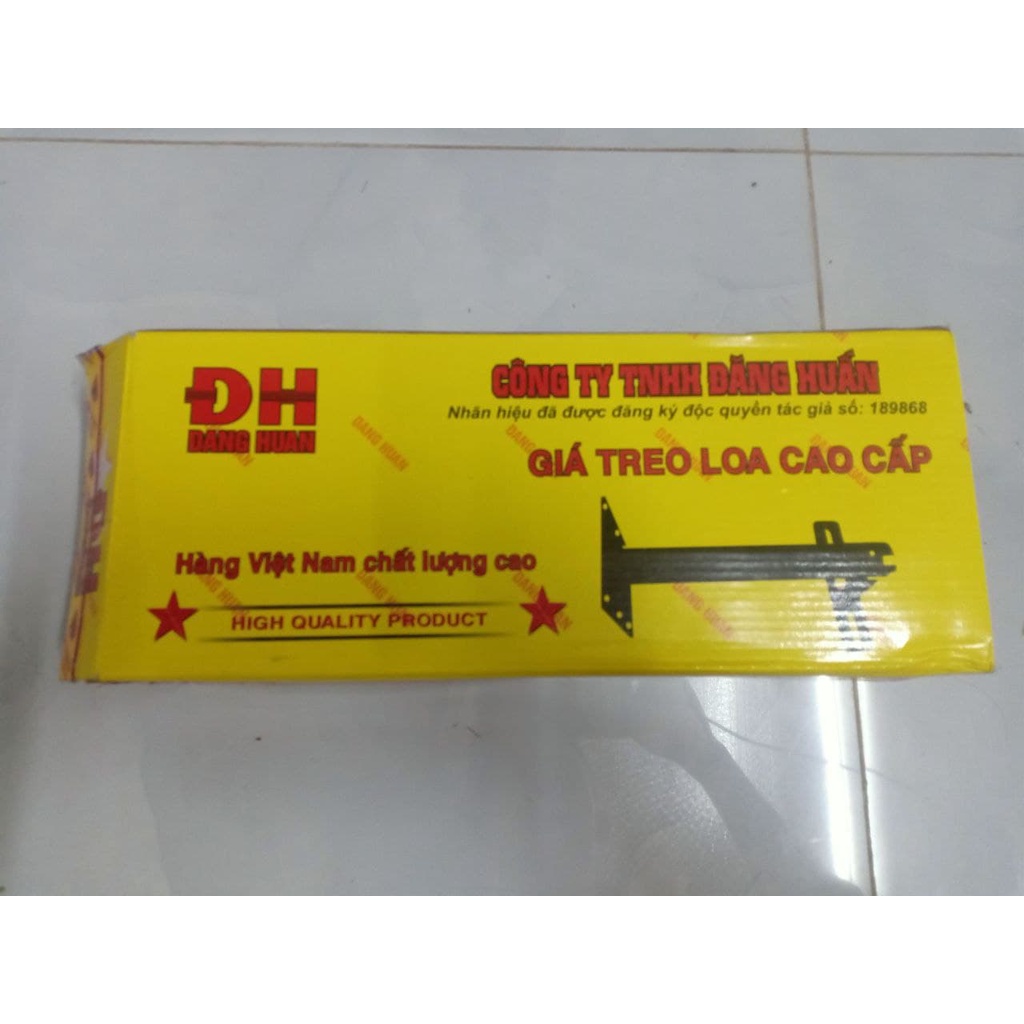 ĐH
ĐĂNG HUẤN
CÔNG TY TNHH ĐĂNG HUẤN
Nhãn hiệu đã được đăng ký độc quyền tác giả số: 189868
GIÁ TREO LOA CAO CẤP
Hàng Việt Nam chất lượng cao
HIGH QUALITY PRODUCT